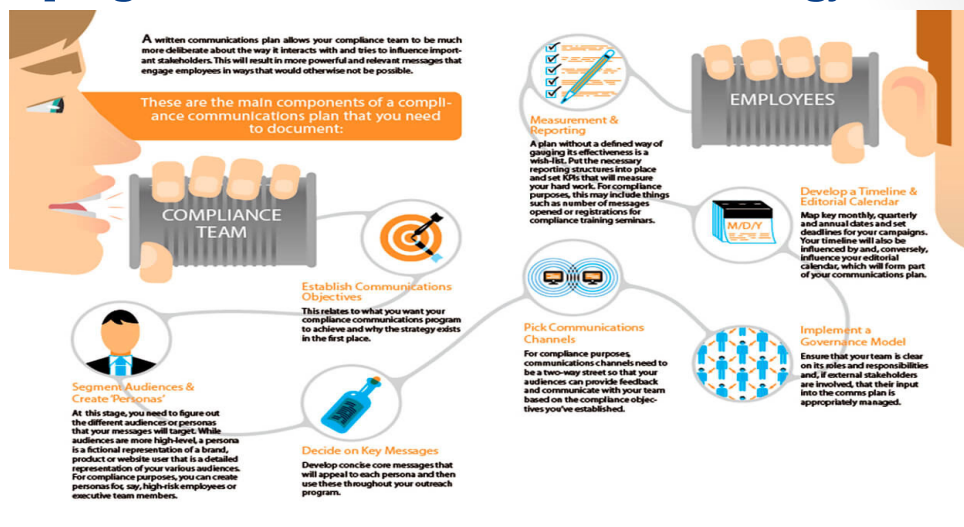 A written communications plan allows your compliance team to be much
more deliberate about the way it interacts with and tries to influence import-
ant stakeholders. This will result in more powerful and relevant messages that
engage employees in ways that would otherwise not be possible.
These are the main components of a compli-
ance communications plan that you need
to document:
COMPLIANCE
TEAM
Establish Communications
Objectives
This relates to what you want your
compliance communications program
to achieve and why the strategy exists
in the first place.
Segment Audiences &
Create 'Personas'
At this stage, you need to figure out
the different audiences or personas
that your messages will target. While
audiences are more high-level, a persona
is a fictional representation of a brand,
product or website user that is a detailed
representation of your various audiences.
For compliance purposes, you can create
personas for, say, high-risk employees or
executive team members.
Decide on Key Messages
Develop concise core messages that
will appeal to each persona and then
use these throughout your outreach
program.
Pick Communications
Channels
For compliance purposes,
communications channels need to
be a two-way street so that your
audiences can provide feedback
and communicate with your team
based on the compliance objec-
tives you've established.
Implement a
Governance Model
Ensure that your team is clear
on its roles and responsibilities
and, if external stakeholders
are involved, that their input
into the comms plan is
appropriately managed.
M/D/Y
Develop a Timeline &
Editorial Calendar
Map key monthly, quarterly
and annual dates and set
deadlines for your campaigns.
Your timeline will also be
influenced by and, conversely,
influence your editorial
calendar, which will form part
of your communications plan.
Measurement &
Reporting
A plan without a defined way of
gauging its effectiveness is a
wish-list. Put the necessary
reporting structures into place
and set KPIs that will measure
your hard work. For compliance
purposes, this may include things
such as number of messages
opened or registrations for
compliance training seminars.
EMPLOYEES